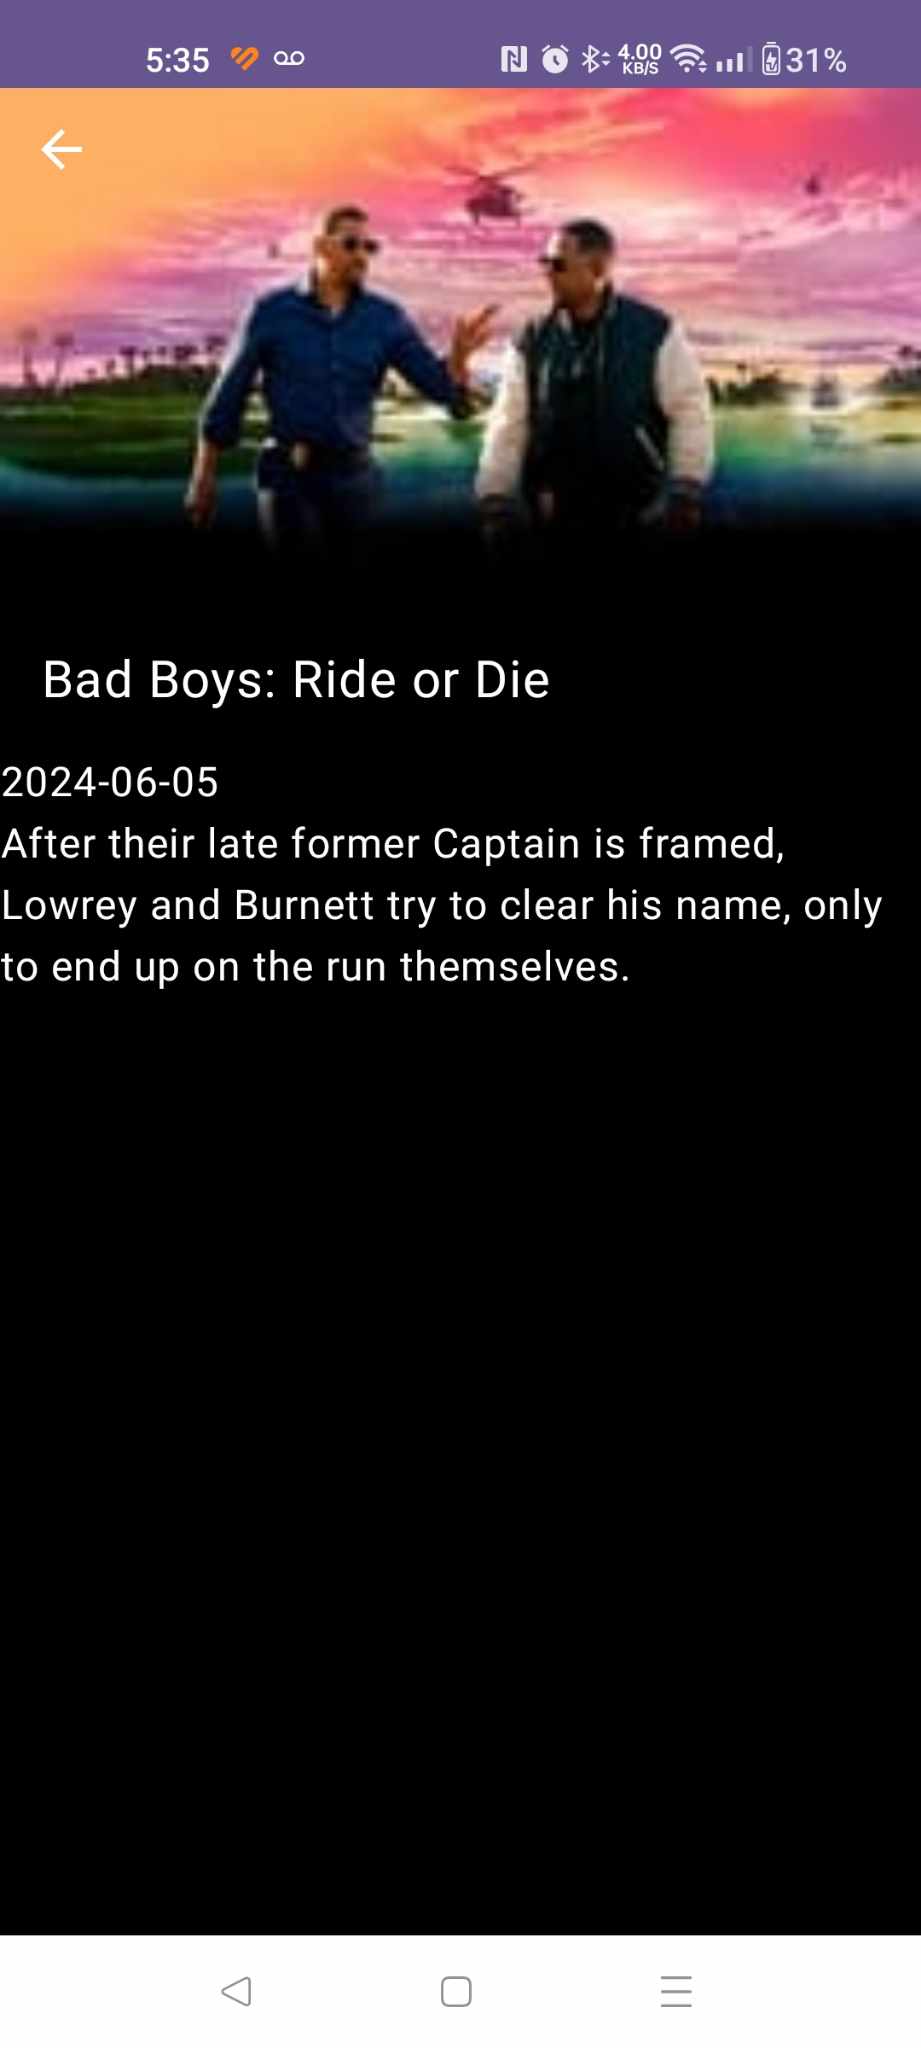 5:35
4.00
KB/S
31%
Bad Boys: Ride or Die
2024-06-05
After their late former Captain is framed,
Lowrey and Burnett try to clear his name, only
to end up on the run themselves.